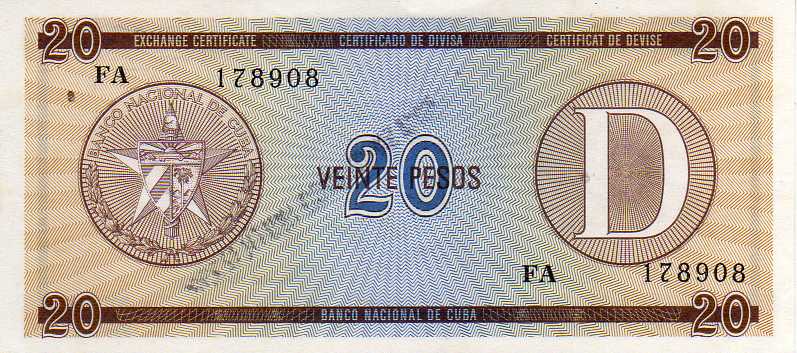 20 EXCHANGE CERTIFICATE CERTIFICADO DE DIVISA CERTIFICAT DE DEVISE 20
FA 178908
BANCO NACIONAL DE CUBA
20
VEINTE PESOS
D
FA 178908
20 BANCO NACIONAL DE CUBA 20